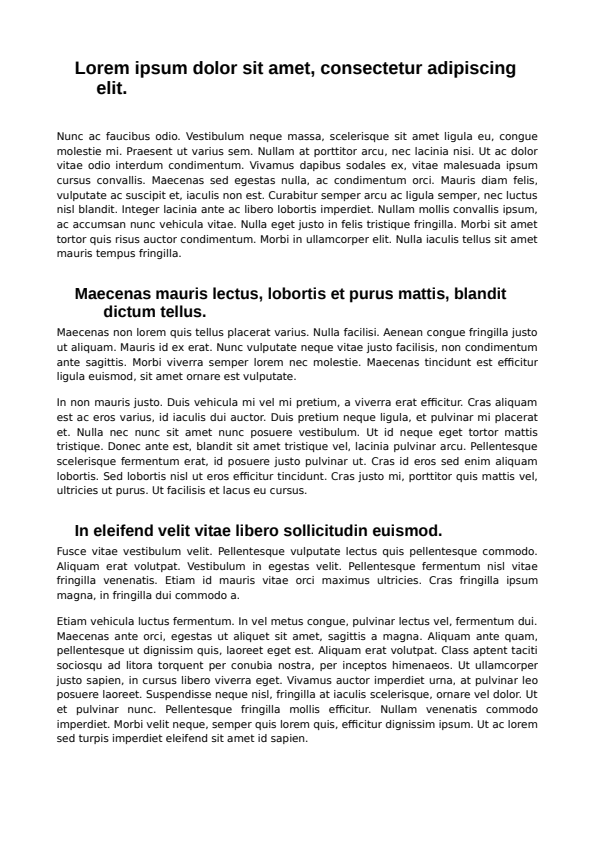 Lorem ipsum dolor sit amet, consectetur adipiscing
elit.
Nunc ac faucibus odio. Vestibulum neque massa, scelerisque sit amet ligula eu, congue
molestie mi. Praesent ut varius sem. Nullam at porttitor arcu, nec lacinia nisi. Ut ac dolor
vitae odio interdum condimentum. Vivamus dapibus sodales ex, vitae malesuada ipsum
cursus convallis. Maecenas sed egestas nulla, ac condimentum orci. Mauris diam felis,
vulputate ac suscipit et, iaculis non est. Curabitur semper arcu ac ligula semper, nec luctus
nisl blandit. Integer lacinia ante ac libero lobortis imperdiet. Nullam mollis convallis ipsum,
ac accumsan nunc vehicula vitae. Nulla eget justo in felis tristique fringilla. Morbi sit amet
tortor quis risus auctor condimentum. Morbi in ullamcorper elit. Nulla iaculis tellus sit amet
mauris tempus fringilla.
Maecenas mauris lectus, lobortis et purus mattis, blandit
dictum tellus.
Maecenas non lorem quis tellus placerat varius. Nulla facilisi. Aenean congue fringilla justo
ut aliquam. Mauris id ex erat. Nunc vulputate neque vitae justo facilisis, non condimentum
ante sagittis. Morbi viverra semper lorem nec molestie. Maecenas tincidunt est efficitur
ligula euismod, sit amet ornare est vulputate.
In non mauris justo. Duis vehicula mi vel mi pretium, a viverra erat efficitur. Cras aliquam
est ac eros varius, id iaculis dui auctor. Duis pretium neque ligula, et pulvinar mi placerat
et. Nulla nec nunc sit amet nunc posuere vestibulum. Ut id neque eget tortor mattis
tristique. Donec ante est, blandit sit amet tristique vel, lacinia pulvinar arcu. Pellentesque
scelerisque fermentum erat, id posuere justo pulvinar ut. Cras id eros sed enim aliquam
lobortis. Sed lobortis nisl ut eros efficitur tincidunt. Cras justo mi, porttitor quis mattis vel,
ultricies ut purus. Ut facilisis et lacus eu cursus.
In eleifend velit vitae libero sollicitudin euismod.
Fusce vitae vestibulum velit. Pellentesque vulputate lectus quis pellentesque commodo.
Aliquam erat volutpat. Vestibulum in egestas velit. Pellentesque fermentum nisl vitae
fringilla venenatis. Etiam id mauris vitae orci maximus ultricies. Cras fringilla ipsum
magna, in fringilla dui commodo a.
Etiam vehicula luctus fermentum. In vel metus congue, pulvinar lectus vel, fermentum dui.
Maecenas ante orci, egestas ut aliquet sit amet, sagittis a magna. Aliquam ante quam,
pellentesque ut dignissim quis, laoreet eget est. Aliquam erat volutpat. Class aptent taciti
sociosqu ad litora torquent per conubia nostra, per inceptos himenaeos. Ut ullamcorper
justo sapien, in cursus libero viverra eget. Vivamus auctor imperdiet urna, at pulvinar leo
posuere laoreet. Suspendisse neque nisl, fringilla at iaculis scelerisque, ornare vel dolor. Ut
et pulvinar nunc. Pellentesque fringilla mollis efficitur. Nullam venenatis commodo
imperdiet. Morbi velit neque, semper quis lorem quis, efficitur dignissim ipsum. Ut ac lorem
sed turpis imperdiet eleifend sit amet id sapien.